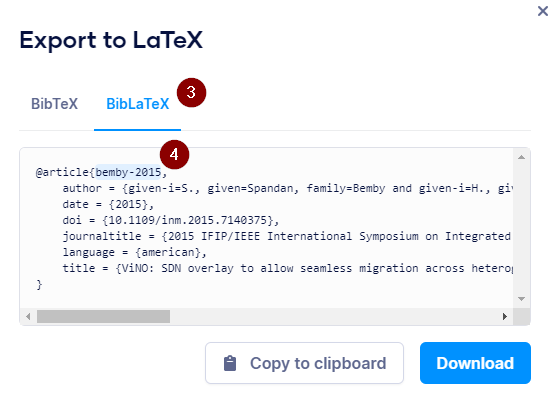 Export to LaTeX
BibTeX
BibLaTeX
3
4
@article{bemby-2015,
author = {given-i=S., given=Spandan, family=Bemby and given-i=H., giv
date = {2015},
doi = {10.1109/inm.2015.7140375},
journaltitle = {2015 IFIP/IEEE International Symposium on Integrated
language = {american},
title = {ViNO: SDN overlay to allow seamless migration across heterog
}
Copy to clipboard
Download